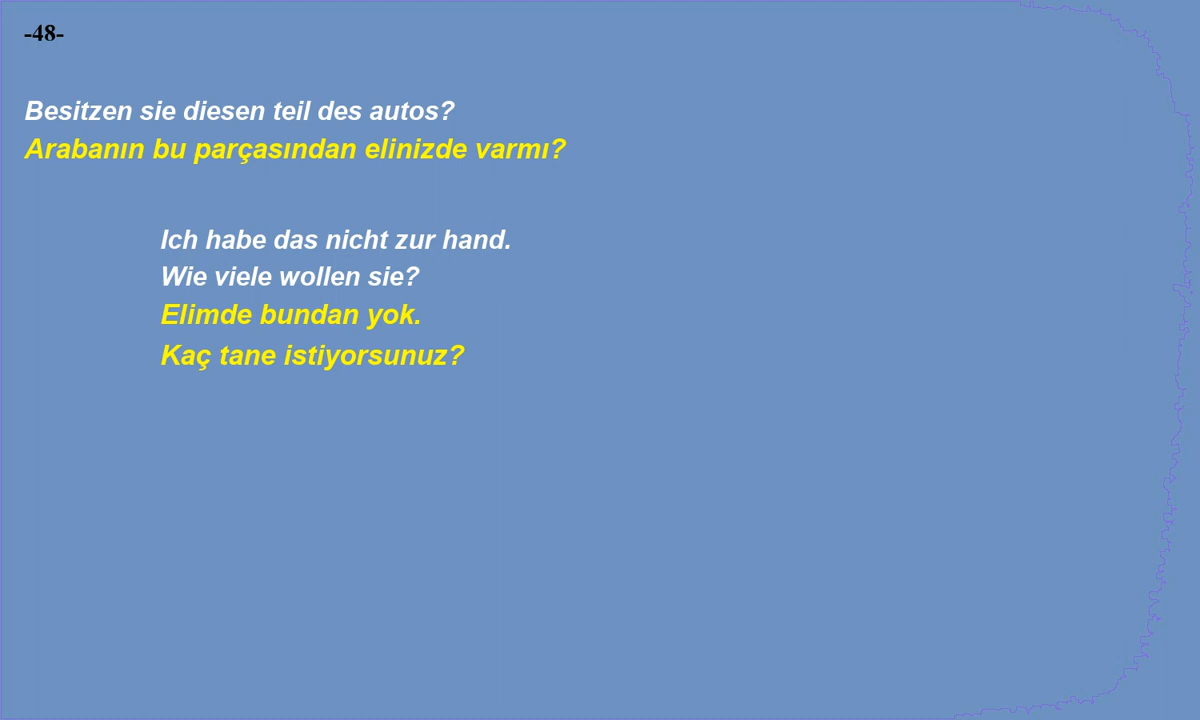 -48-
Besitzen sie diesen teil des autos?
Arabanın bu parçasından elinizde varmı?
Ich habe das nicht zur hand.
Wie viele wollen sie?
Elimde bundan yok.
Kaç tane istiyorsunuz?